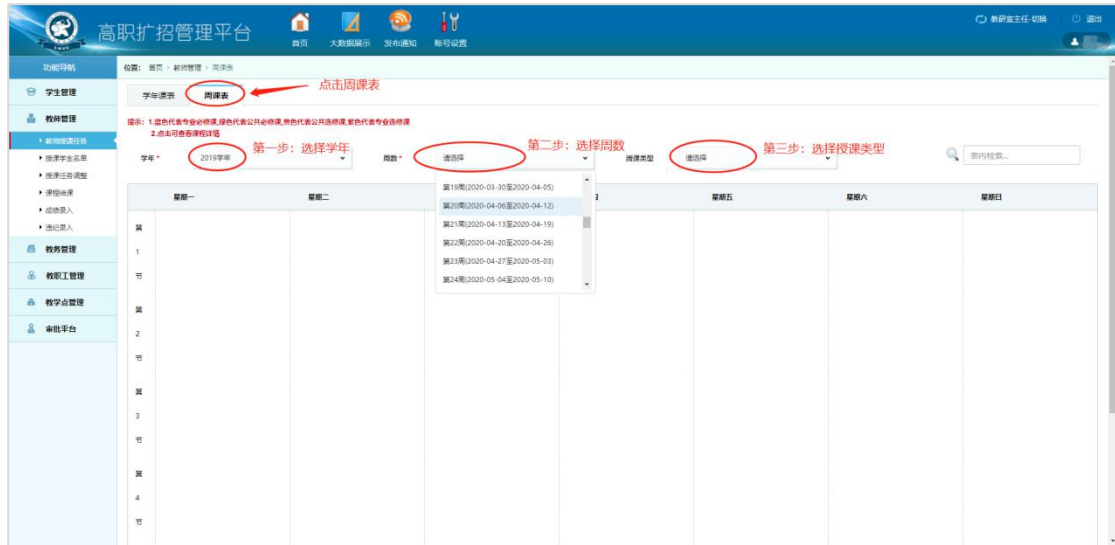 高职扩招管理平台
首页 大数据展示 发布通知 账号设置
教研室主任-切换 退出
功能导航
位置： 首页 > 教师管理 > 周课表
学生管理
教师管理
教师授课任务
授课学生名单
授课任务调整
课程结课
成绩录入
违纪录入
教务管理
教职工管理
教学点管理
审批平台
学年课表 周课表
点击周课表
提示：1.蓝色代表专业必修课,绿色代表公共必修课,黄色代表公共选修课,紫色代表专业选修课
2.点击可查看课程详情
第一步：选择学年
第二步：选择周数
第三步：选择授课类型
学年* 2019学年 周数* 请选择 授课类型 请选择 表内检索...
第19周(2020-03-30至2020-04-05)
第20周(2020-04-06至2020-04-12)
第21周(2020-04-13至2020-04-19)
第22周(2020-04-20至2020-04-26)
第23周(2020-04-27至2020-05-03)
第24周(2020-05-04至2020-05-10)
星期一 星期二 星期五 星期六 星期日
第
1
节
第
2
节
第
3
节
第
4
节